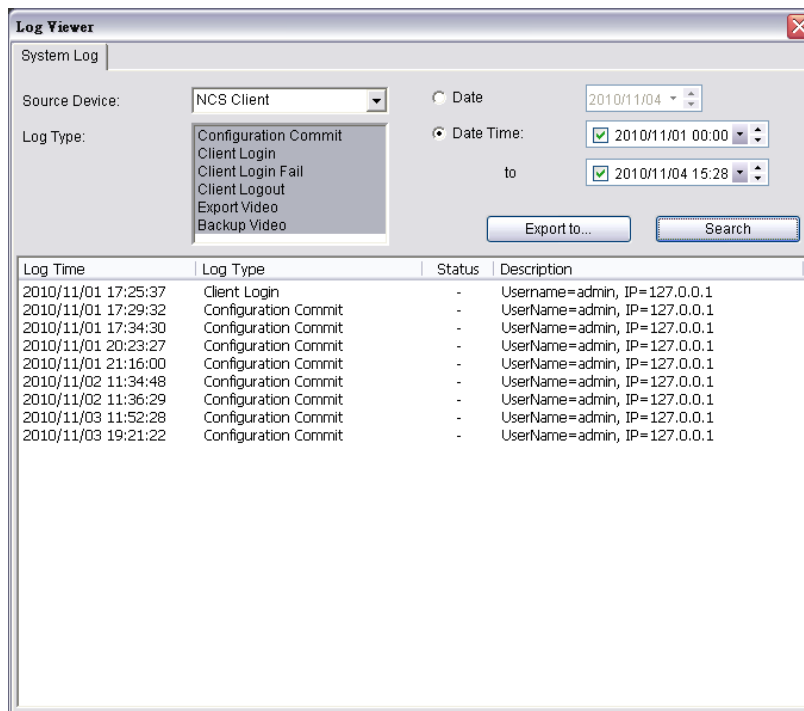 Log Viewer
System Log
Source Device: NCS Client Date 2010/11/04
Log Type: Configuration Commit Date Time: 2010/11/01 00:00
Client Login
Client Login Fail to 2010/11/04 15:28
Client Logout
Export Video
Backup Video Export to... Search
Log Time Log Type Status Description
2010/11/01 17:25:37 Client Login - Username=admin, IP=127.0.0.1
2010/11/01 17:29:32 Configuration Commit - UserName=admin, IP=127.0.0.1
2010/11/01 17:34:30 Configuration Commit - UserName=admin, IP=127.0.0.1
2010/11/01 20:23:27 Configuration Commit - UserName=admin, IP=127.0.0.1
2010/11/01 21:16:00 Configuration Commit - UserName=admin, IP=127.0.0.1
2010/11/02 11:34:48 Configuration Commit - UserName=admin, IP=127.0.0.1
2010/11/02 11:36:29 Configuration Commit - UserName=admin, IP=127.0.0.1
2010/11/03 11:52:28 Configuration Commit - UserName=admin, IP=127.0.0.1
2010/11/03 19:21:22 Configuration Commit - UserName=admin, IP=127.0.0.1